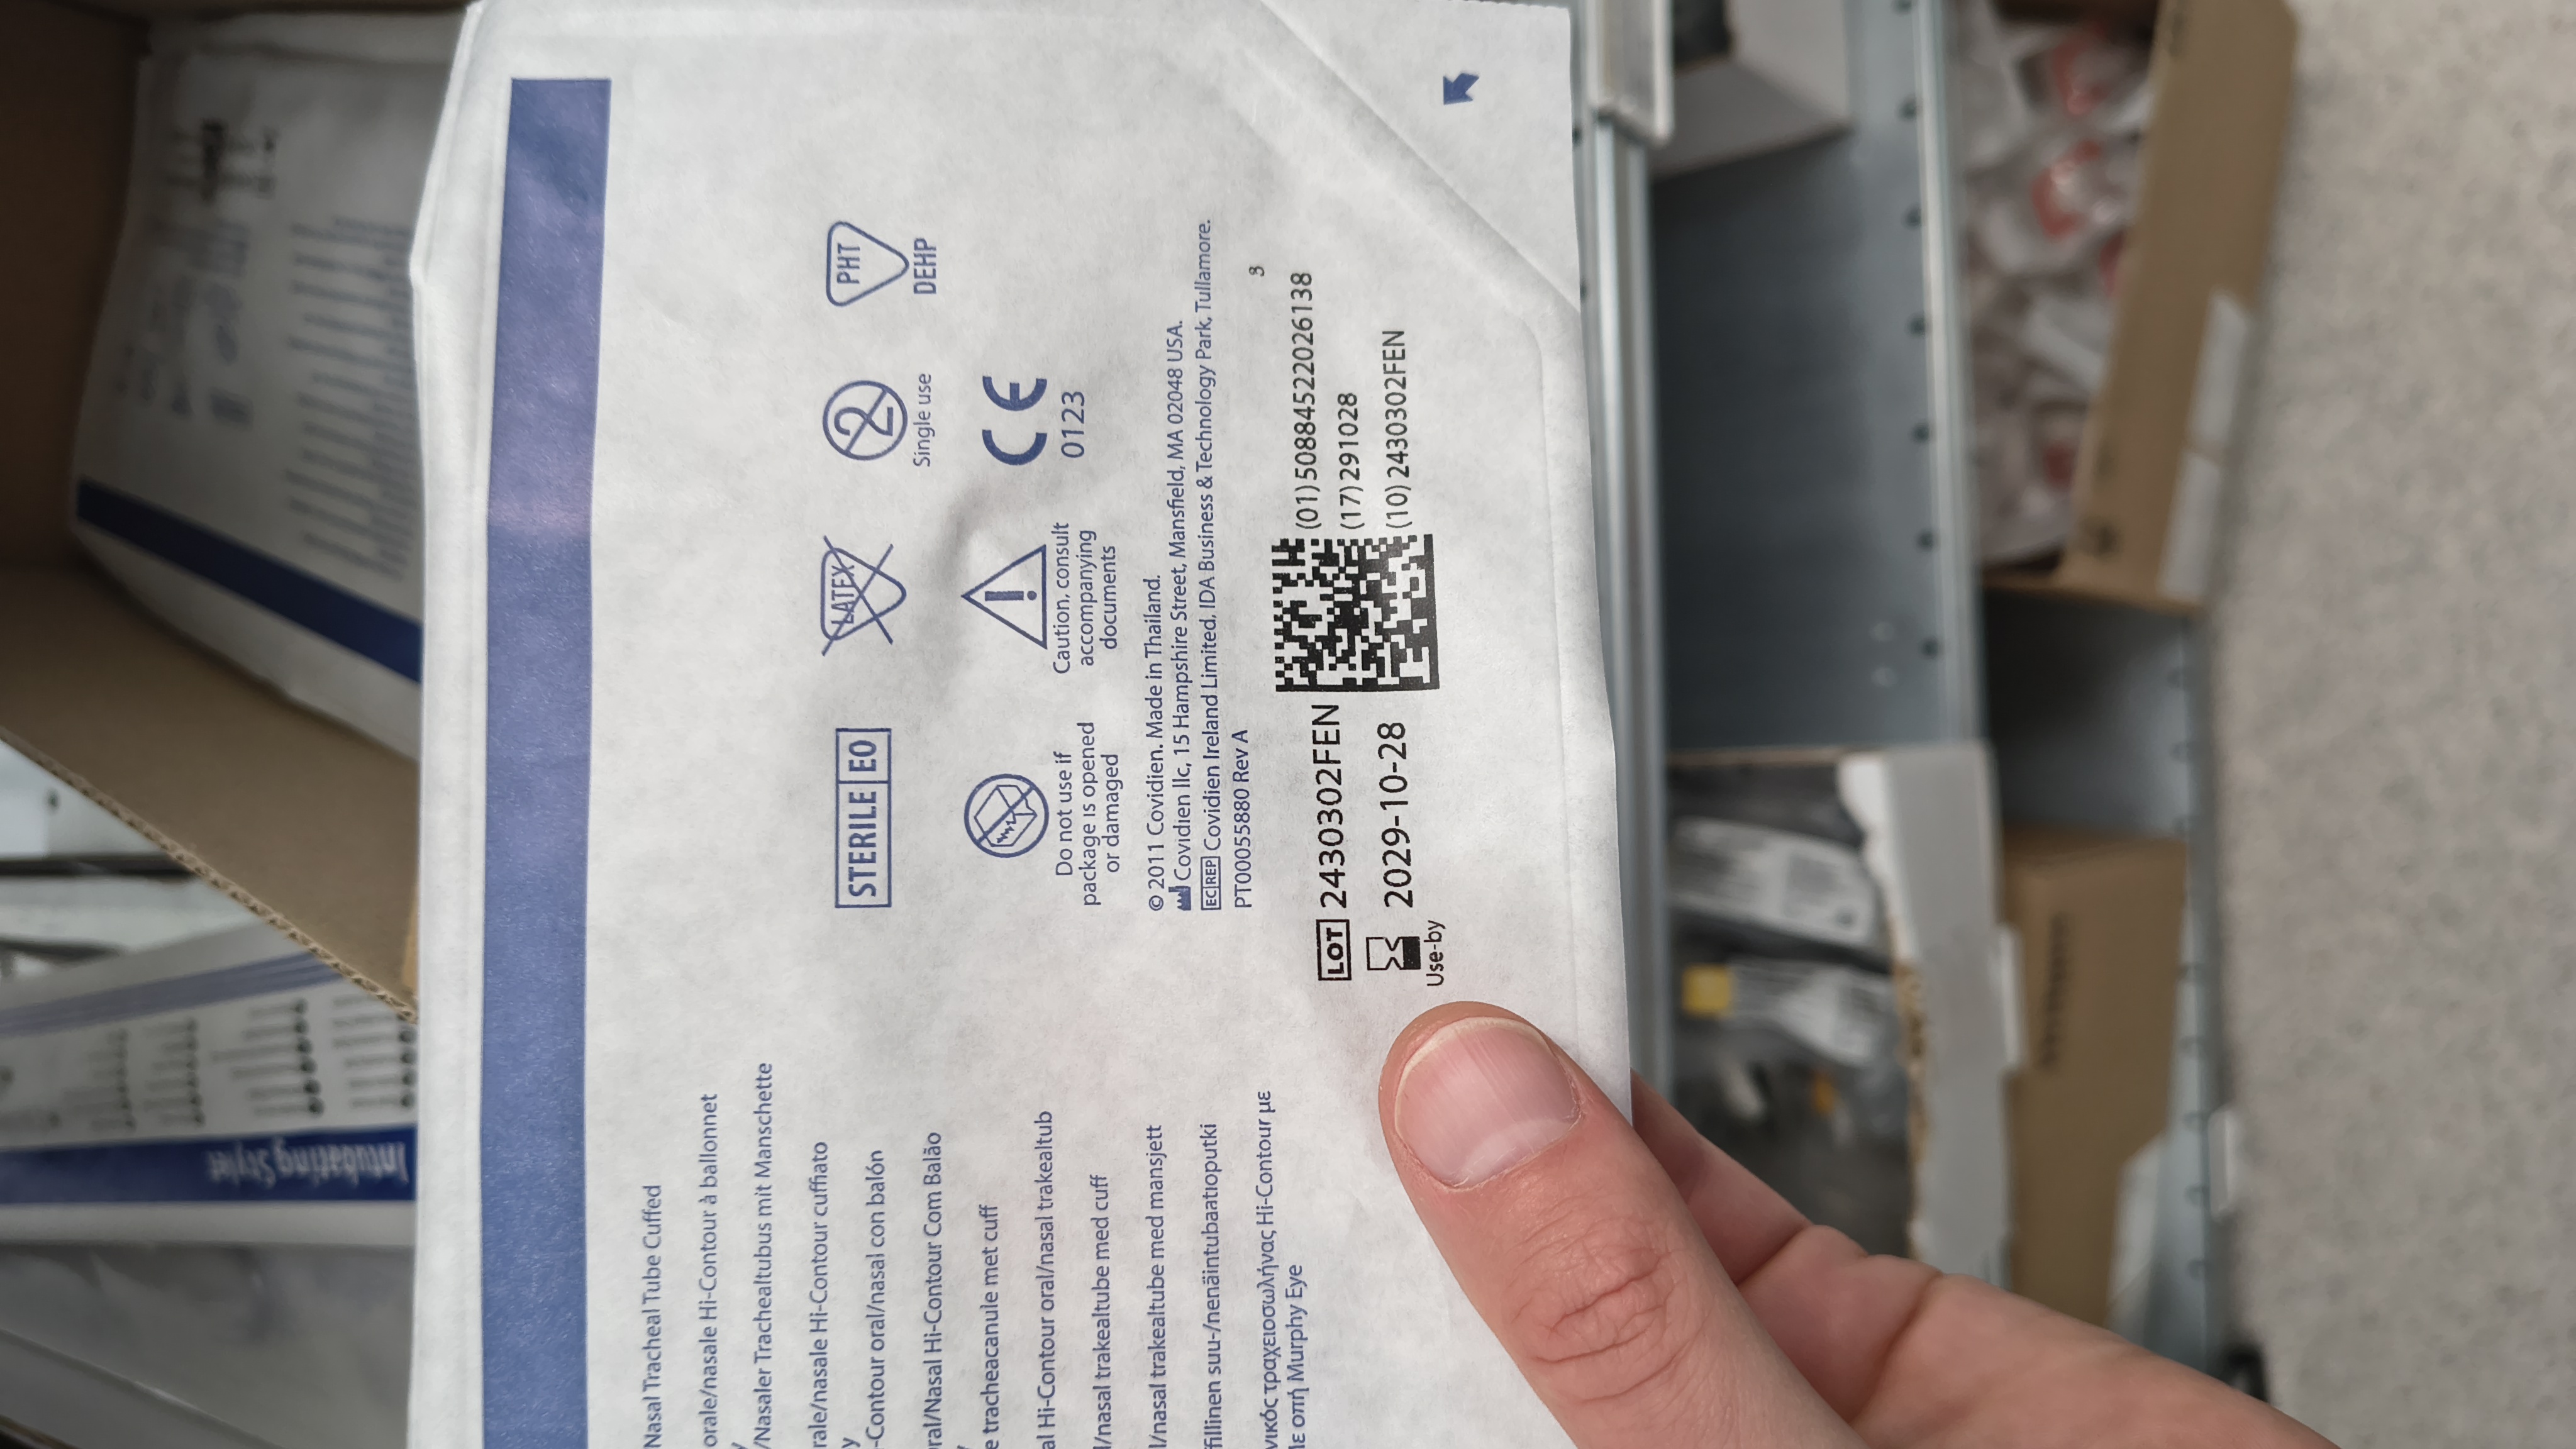 Intubating Stylet
Nasal Tracheal Tube Cuffed
orale/nasale Hi-Contour à ballonnet
y
/Nasaler Trachealtubus mit Manschette
rale/nasale Hi-Contour cuffiato
y
-Contour oral/nasal con balón
ral/Nasal Hi-Contour Com Balão
e tracheacanule met cuff
al Hi-Contour oral/nasal trakealtub
l/nasal trakealtube med cuff
l/nasal trakealtube med mansjett
ffillinen suu-/nenäintubaatioputki
νικός τραχειοσωλήνας Hi-Contour με
Με οπή Murphy Eye
STERILE EO
LATEX
2
Single use
PHT
DEHP
Do not use if
package is opened
or damaged
Caution, consult
accompanying
documents
CE
0123
© 2011 Covidien. Made in Thailand.
Covidien llc, 15 Hampshire Street, Mansfield, MA 02048 USA.
EC REP Covidien Ireland Limited, IDA Business & Technology Park, Tullamore.
PT00055880 Rev A
3
LOT 2430302FEN
2029-10-28
Use-by
(01)50884522026138
(17)291028
(10)2430302FEN